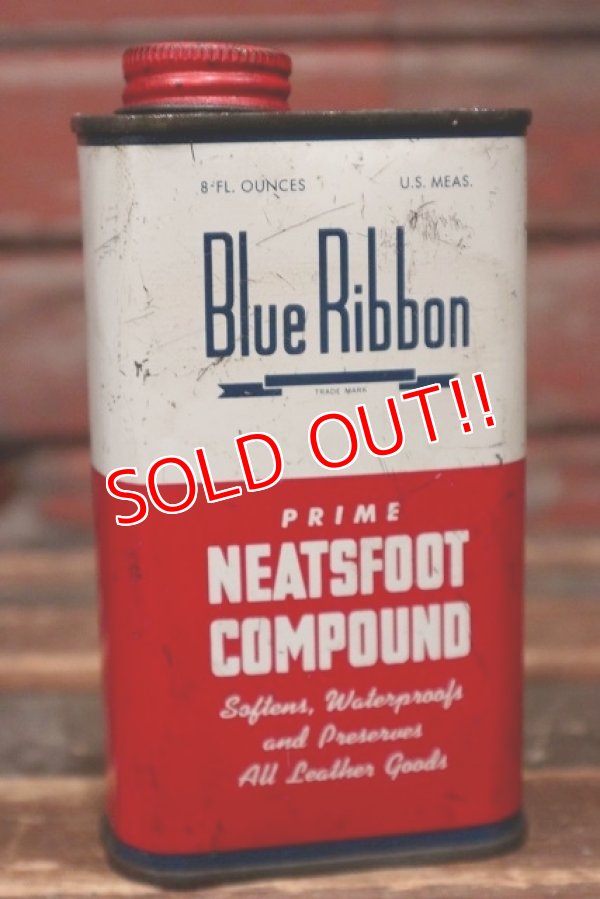 8 FL. OUNCES U.S. MEAS.
Blue Ribbon
TRADE MARK
SOLD OUT!!
PRIME
NEATSFOOT
COMPOUND
Softens, Waterproofs
and Preserves
All Leather Goods